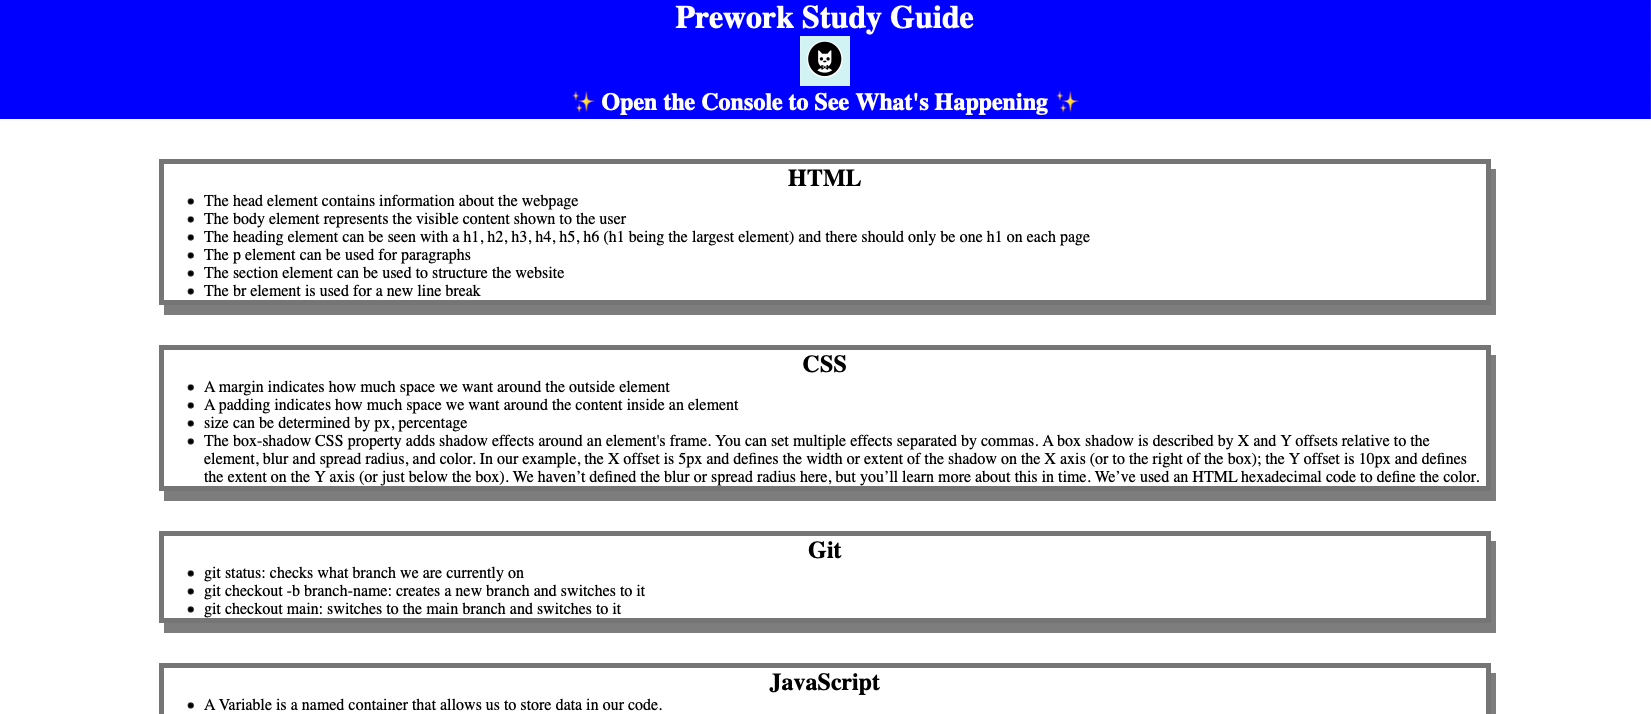 Prework Study Guide
✨ Open the Console to See What's Happening ✨
HTML
• The head element contains information about the webpage
• The body element represents the visible content shown to the user
• The heading element can be seen with a h1, h2, h3, h4, h5, h6 (h1 being the largest element) and there should only be one h1 on each page
• The p element can be used for paragraphs
• The section element can be used to structure the website
• The br element is used for a new line break
CSS
• A margin indicates how much space we want around the outside element
• A padding indicates how much space we want around the content inside an element
• size can be determined by px, percentage
• The box-shadow CSS property adds shadow effects around an element's frame. You can set multiple effects separated by commas. A box shadow is described by X and Y offsets relative to the
element, blur and spread radius, and color. In our example, the X offset is 5px and defines the width or extent of the shadow on the X axis (or to the right of the box); the Y offset is 10px and defines
the extent on the Y axis (or just below the box). We haven’t defined the blur or spread radius here, but you’ll learn more about this in time. We’ve used an HTML hexadecimal code to define the color.
Git
• git status: checks what branch we are currently on
• git checkout -b branch-name: creates a new branch and switches to it
• git checkout main: switches to the main branch and switches to it
JavaScript
• A Variable is a named container that allows us to store data in our code.